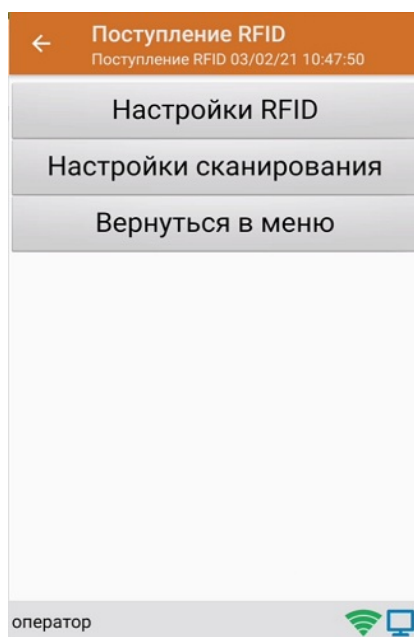 Поступление RFID
Поступление RFID 03/02/21 10:47:50
Настройки RFID
Настройки сканирования
Вернуться в меню
оператор